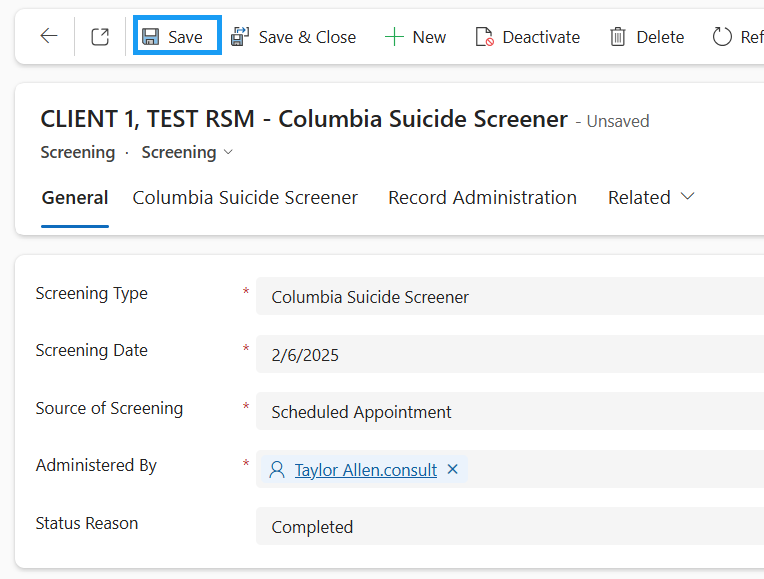 Save Save & Close New Deactivate Delete Ref
CLIENT 1, TEST RSM - Columbia Suicide Screener - Unsaved
Screening · Screening
General Columbia Suicide Screener Record Administration Related
Screening Type * Columbia Suicide Screener
Screening Date * 2/6/2025
Source of Screening * Scheduled Appointment
Administered By * Taylor Allen.consult
Status Reason Completed